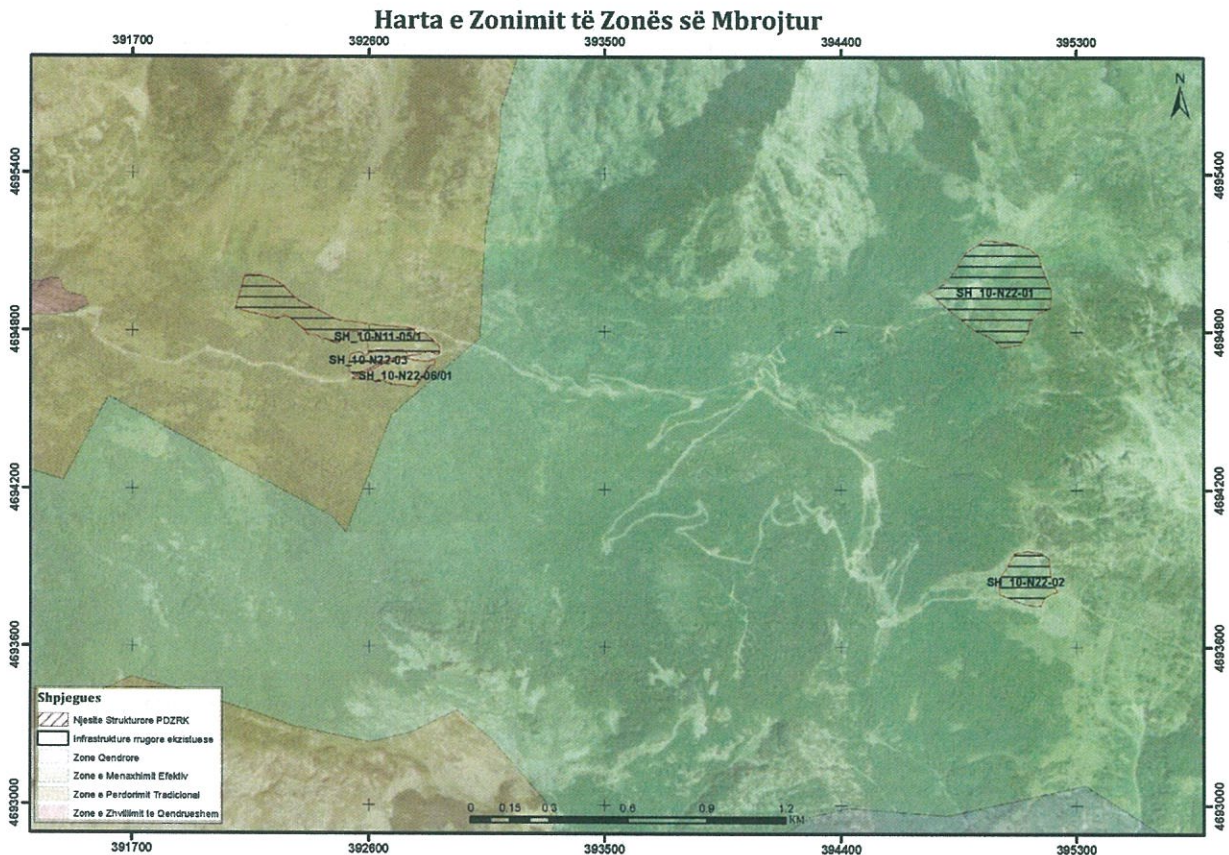 Harta e Zonimit të Zonës së Mbrojtur
391700 392600 393500 394400 395300
N
4695400 4695400
SH_10-N22-01
4694800 4694800
SH_10-N11-05/1
SH_10-N22-03
SH_10-N22-06/01
4694200 4694200
SH_10-N22-02
4693600 4693600
Shpjegues
Njesite Strukturore PDZRK
Infrastrukture rrugore ekzistuese
Zone Qendrore
Zone e Menaxhimit Efektiv
Zone e Perdorimit Tradicional
Zone e Zhvillimit te Qendrueshem
4693000 4693000
0 0.15 0.3 0.6 0.9 1.2
KM
391700 392600 393500 394400 395300